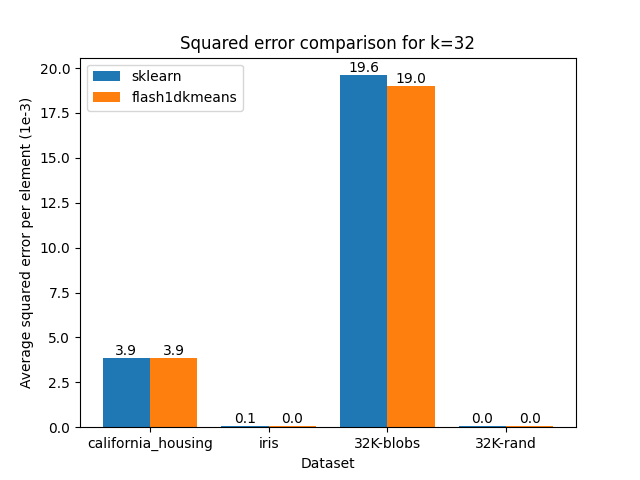 Squared error comparison for k=32
sklearn
flash1dkmeans
Average squared error per element (1e-3)
20.0
17.5
15.0
12.5
10.0
7.5
5.0
2.5
0.0
3.9 3.9
0.1 0.0
19.6 19.0
0.0 0.0
california_housing iris 32K-blobs 32K-rand
Dataset